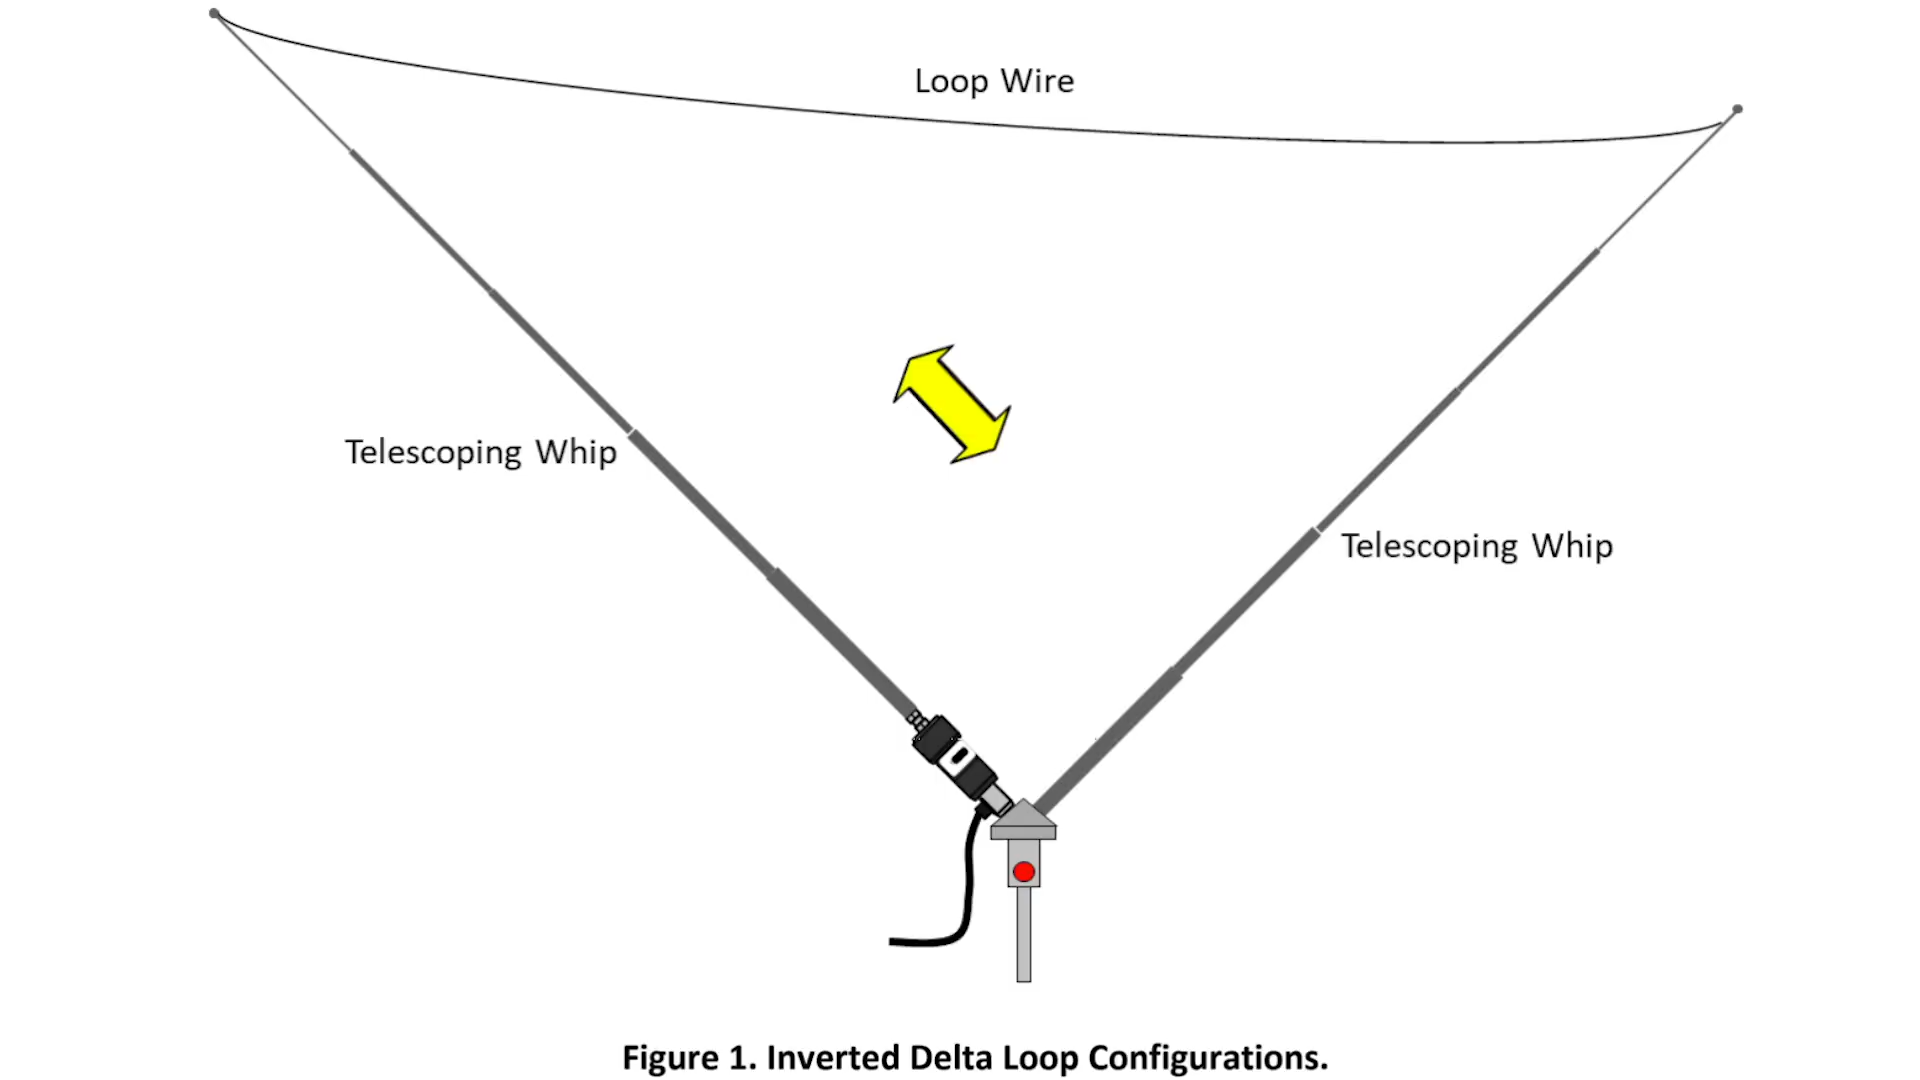 Loop Wire
Telescoping Whip
Telescoping Whip
Figure 1. Inverted Delta Loop Configurations.